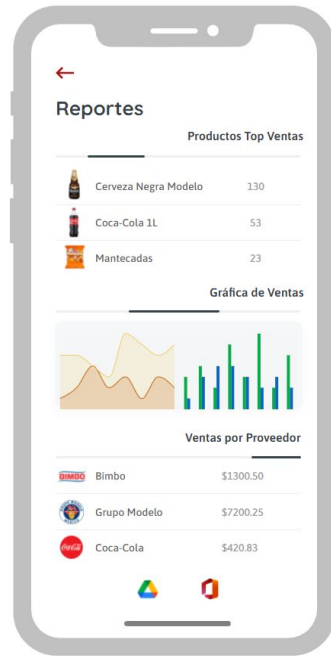 Reportes
Productos Top Ventas
Cerveza Negra Modelo 130
Coca-Cola 1L 53
Mantecadas 23
Gráfica de Ventas
Ventas por Proveedor
BIMBO Bimbo $1300.50
Grupo Modelo $7200.25
Coca-Cola Coca-Cola $420.83